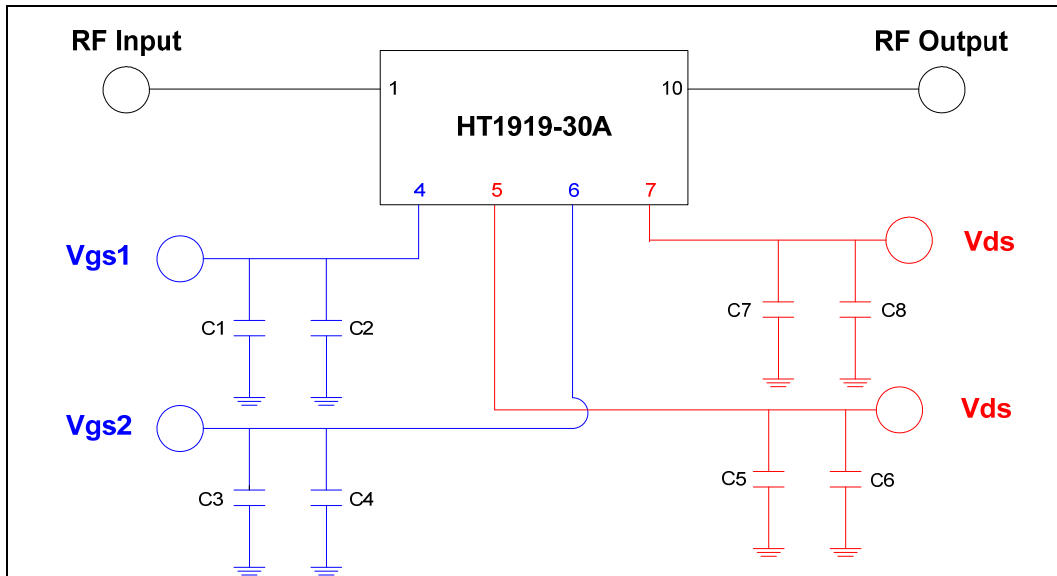 RF Input
RF Output
1
10
HT1919-30A
4
5
6
7
Vgs1
Vds
C1
C2
C7
C8
Vgs2
Vds
C3
C4
C5
C6